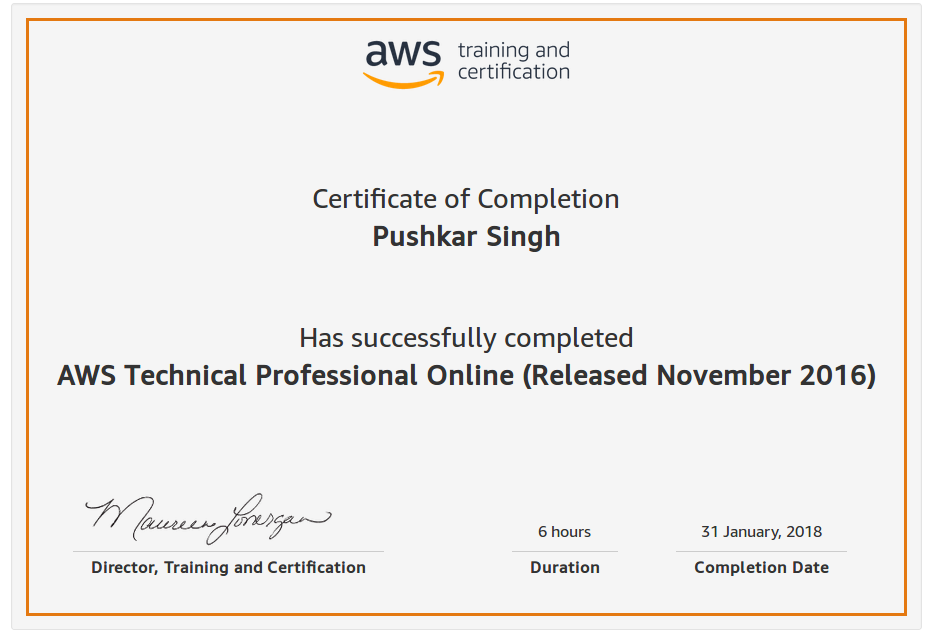 aws training and
certification
Certificate of Completion
Pushkar Singh
Has successfully completed
AWS Technical Professional Online (Released November 2016)
Maureen Lonergan
6 hours
31 January, 2018
Director, Training and Certification
Duration
Completion Date